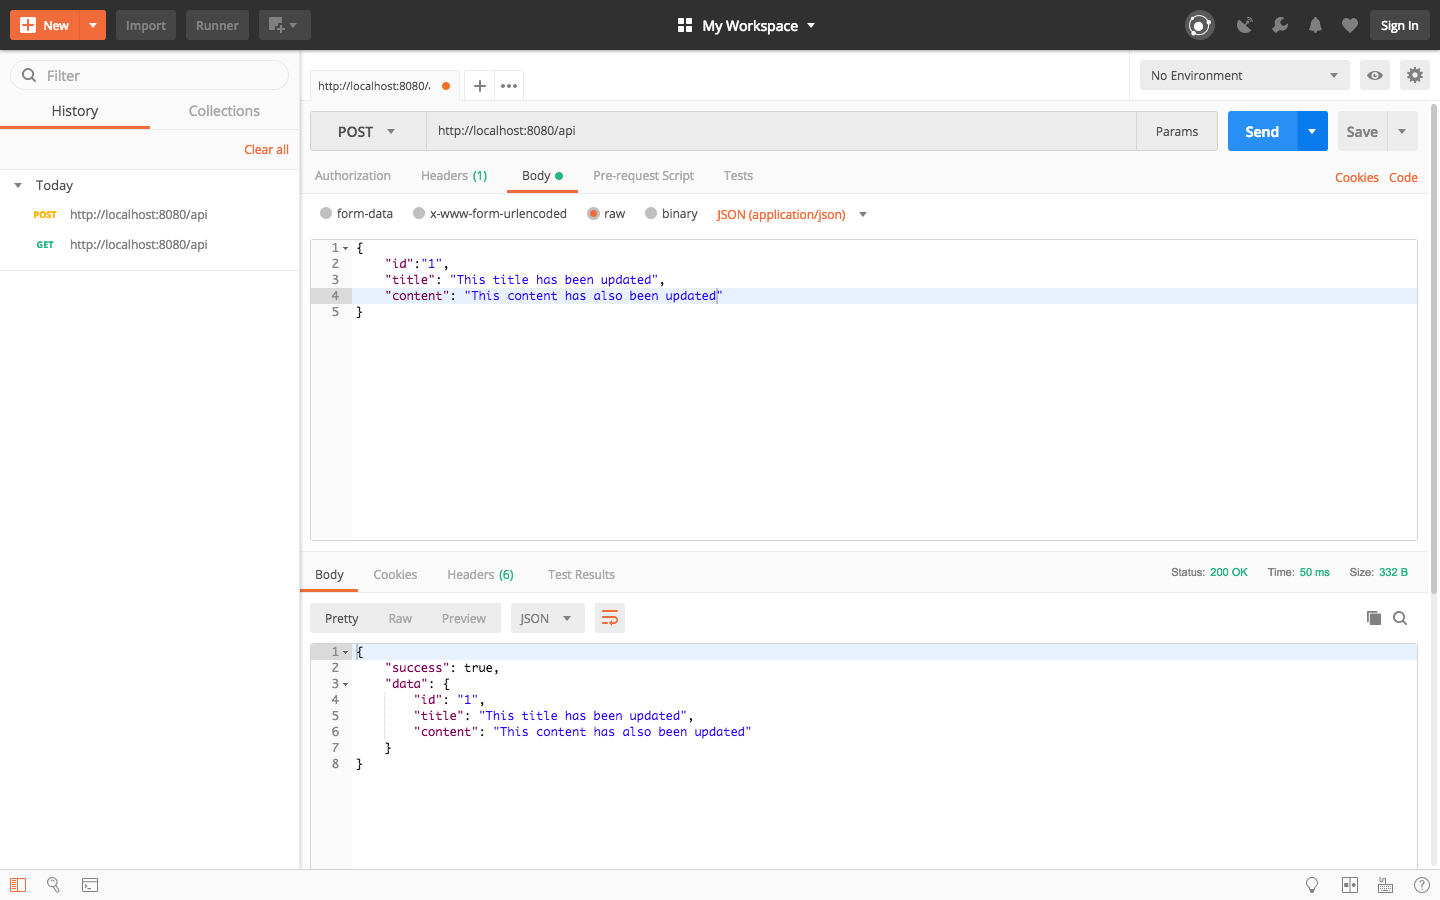 New Import Runner My Workspace Sign In
Filter
History Collections
Clear all
Today
POST http://localhost:8080/api
GET http://localhost:8080/api
http://localhost:8080/ No Environment
POST http://localhost:8080/api Params Send Save
Authorization Headers (1) Body Pre-request Script Tests Cookies Code
form-data x-www-form-urlencoded raw binary JSON (application/json)
1 {
2 "id":"1",
3 "title": "This title has been updated",
4 "content": "This content has also been updated"
5 }
Body Cookies Headers (6) Test Results Status: 200 OK Time: 50 ms Size: 332 B
Pretty Raw Preview JSON
1 {
2 "success": true,
3 "data": {
4 "id": "1",
5 "title": "This title has been updated",
6 "content": "This content has also been updated"
7 }
8 }